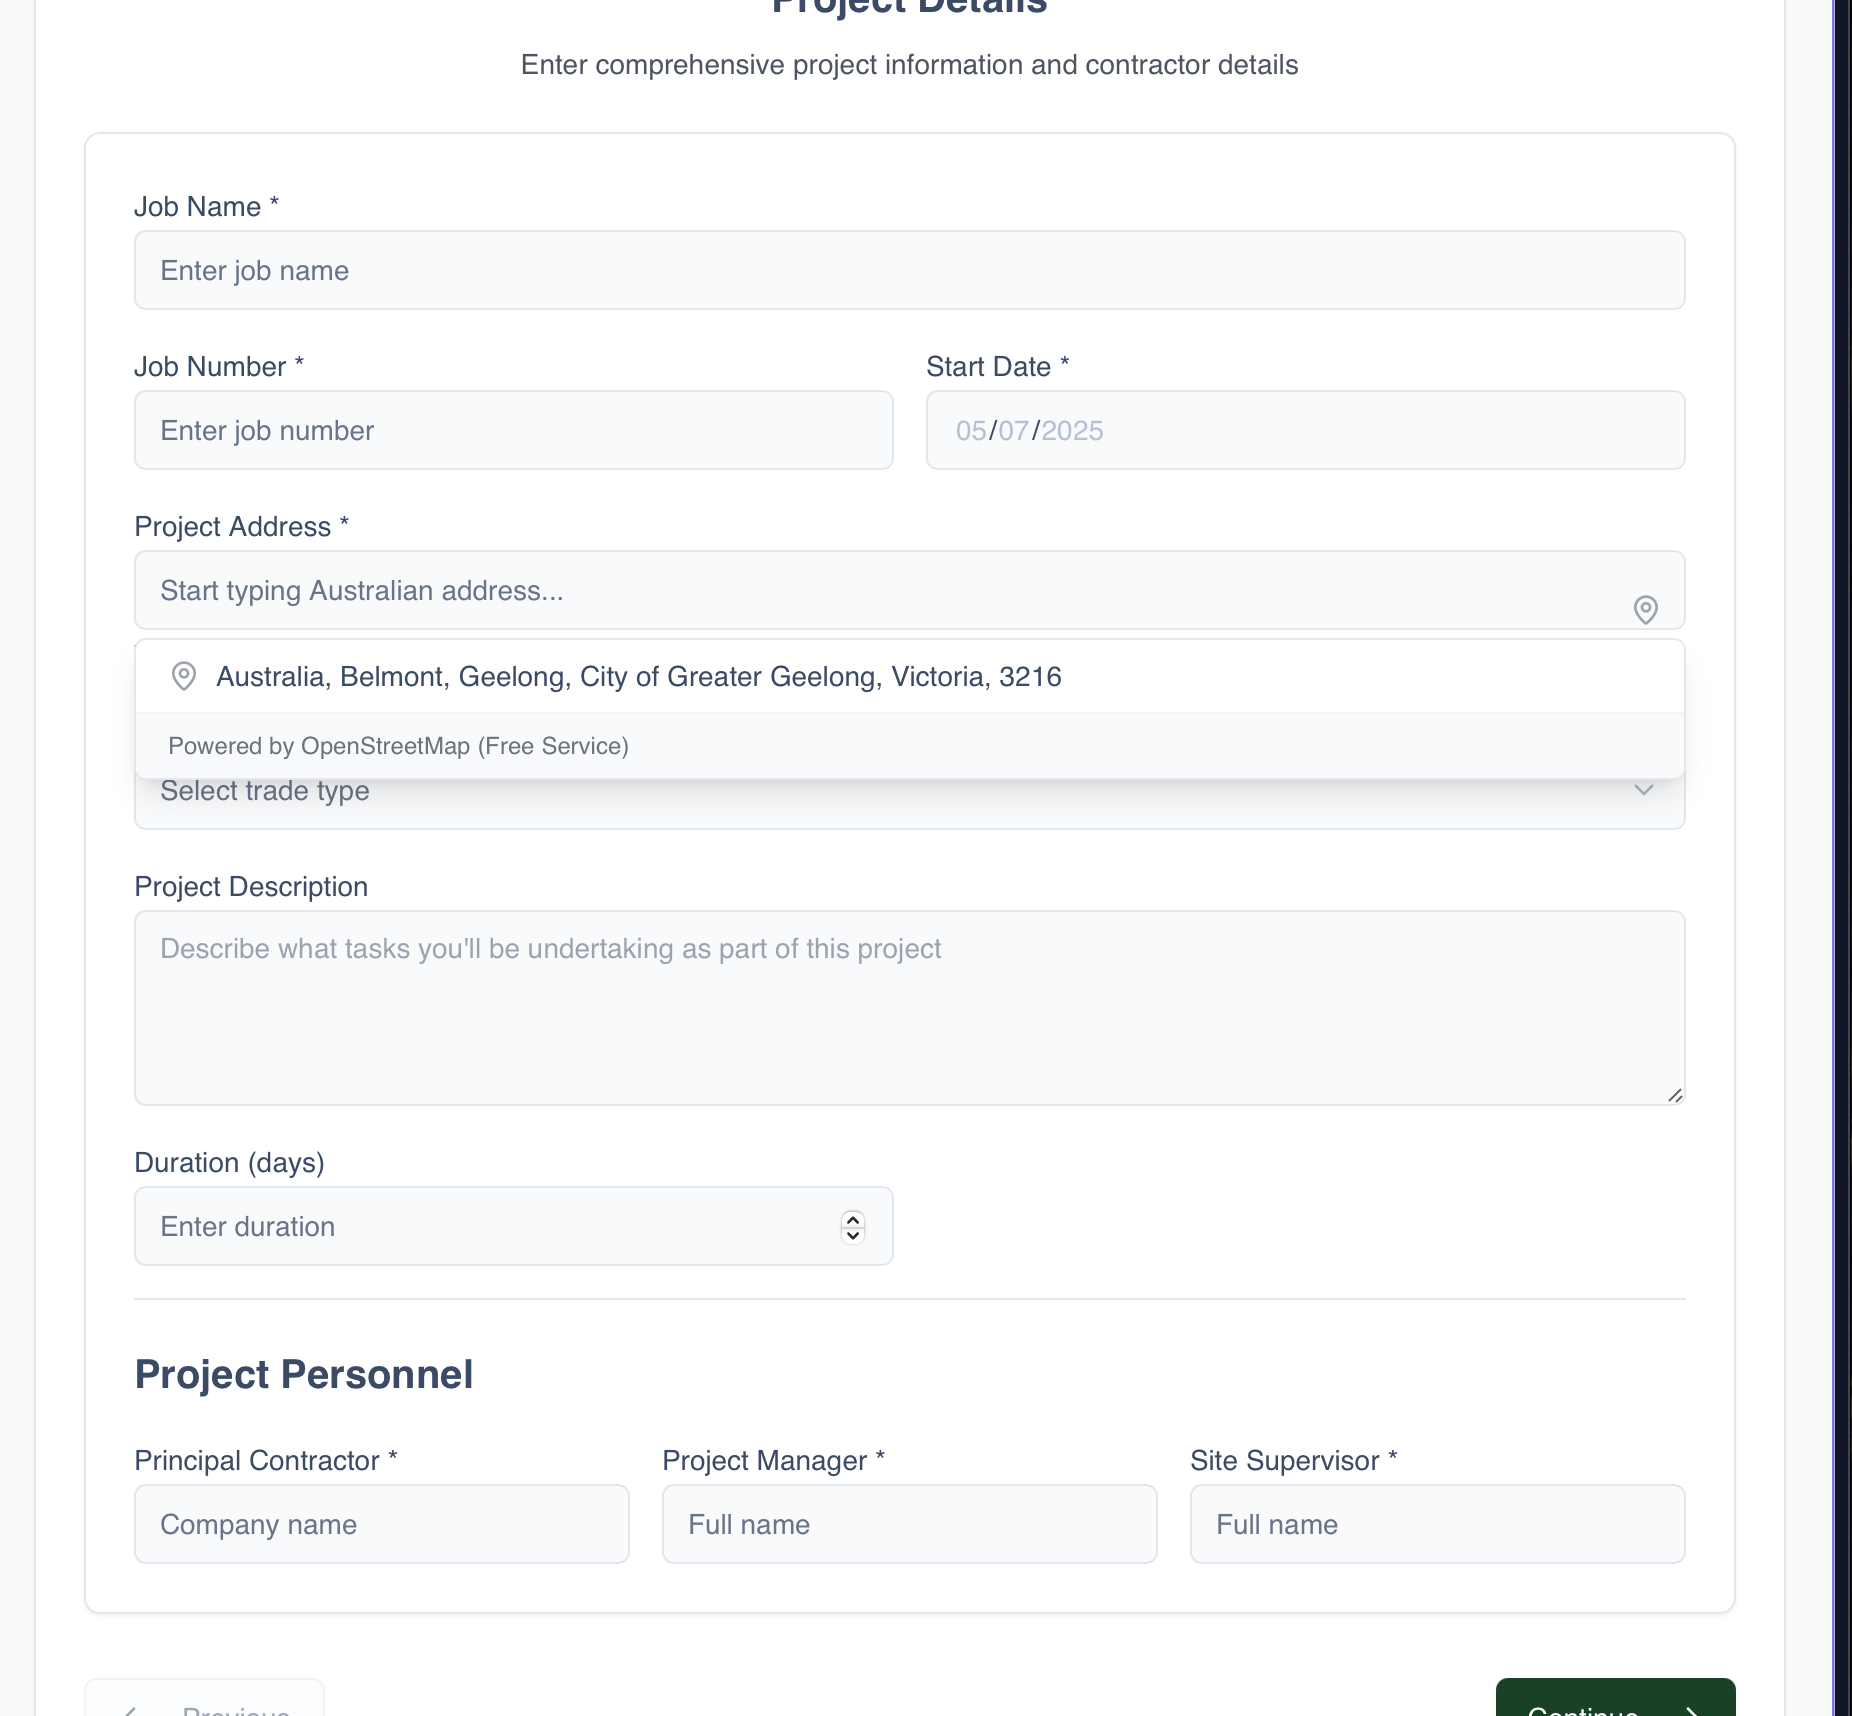 Project Details
Enter comprehensive project information and contractor details
Job Name *
Enter job name
Job Number *
Start Date *
Enter job number
05/07/2025
Project Address *
Start typing Australian address...
Australia, Belmont, Geelong, City of Greater Geelong, Victoria, 3216
Powered by OpenStreetMap (Free Service)
Select trade type
Project Description
Describe what tasks you'll be undertaking as part of this project
Duration (days)
Enter duration
Project Personnel
Principal Contractor *
Project Manager *
Site Supervisor *
Company name
Full name
Full name
Previous
Continue